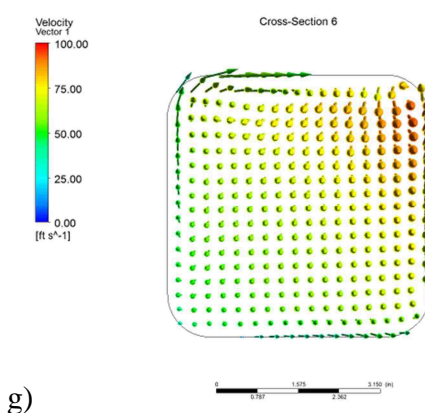 Velocity
Vector 1
Cross-Section 6
100.00
75.00
50.00
25.00
0.00
[ft s^-1]
0 1.575 3.150 (in)
0.787 2.362
g)